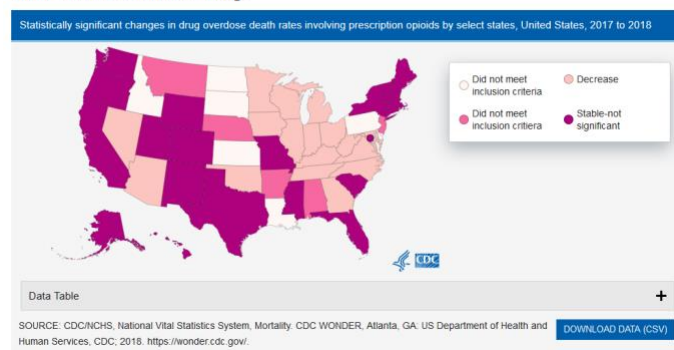 Statistically significant changes in drug overdose death rates involving prescription opioids by select states, United States, 2017 to 2018
Did not meet
inclusion criteria
Decrease
Did not meet
inclusion critiera
Stable-not
significant
CDC
Data Table
+
SOURCE: CDC/NCHS, National Vital Statistics System, Mortality. CDC WONDER, Atlanta, GA: US Department of Health and
Human Services, CDC; 2018. https://wonder.cdc.gov/.
DOWNLOAD DATA (CSV)